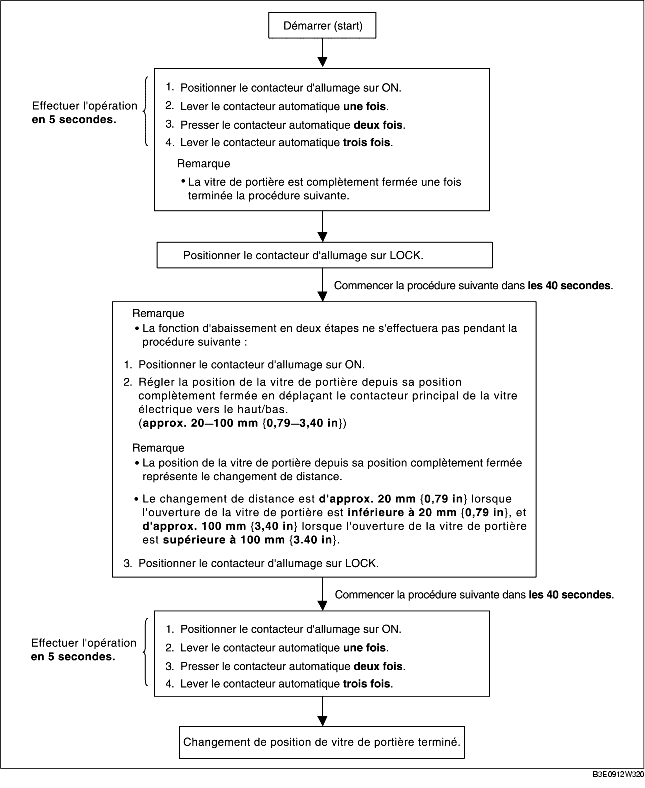 Démarrer (start)
Effectuer l'opération
en 5 secondes.
1. Positionner le contacteur d'allumage sur ON.
2. Lever le contacteur automatique une fois.
3. Presser le contacteur automatique deux fois.
4. Lever le contacteur automatique trois fois.
Remarque
• La vitre de portière est complètement fermée une fois
terminée la procédure suivante.
Positionner le contacteur d'allumage sur LOCK.
Commencer la procédure suivante dans les 40 secondes.
Remarque
• La fonction d'abaissement en deux étapes ne s'effectuera pas pendant la
procédure suivante :
1. Positionner le contacteur d'allumage sur ON.
2. Régler la position de la vitre de portière depuis sa position
complètement fermée en déplaçant le contacteur principal de la vitre
électrique vers le haut/bas.
(approx. 20—100 mm {0,79—3,40 in})
Remarque
• La position de la vitre de portière depuis sa position complètement fermée
représente le changement de distance.
• Le changement de distance est d'approx. 20 mm {0,79 in} lorsque
l'ouverture de la vitre de portière est inférieure à 20 mm {0,79 in}, et
d'approx. 100 mm {3,40 in} lorsque l'ouverture de la vitre de portière
est supérieure à 100 mm {3.40 in}.
3. Positionner le contacteur d'allumage sur LOCK.
Commencer la procédure suivante dans les 40 secondes.
Effectuer l'opération
en 5 secondes.
1. Positionner le contacteur d'allumage sur ON.
2. Lever le contacteur automatique une fois.
3. Presser le contacteur automatique deux fois.
4. Lever le contacteur automatique trois fois.
Changement de position de vitre de portière terminé.
B3E0912W320